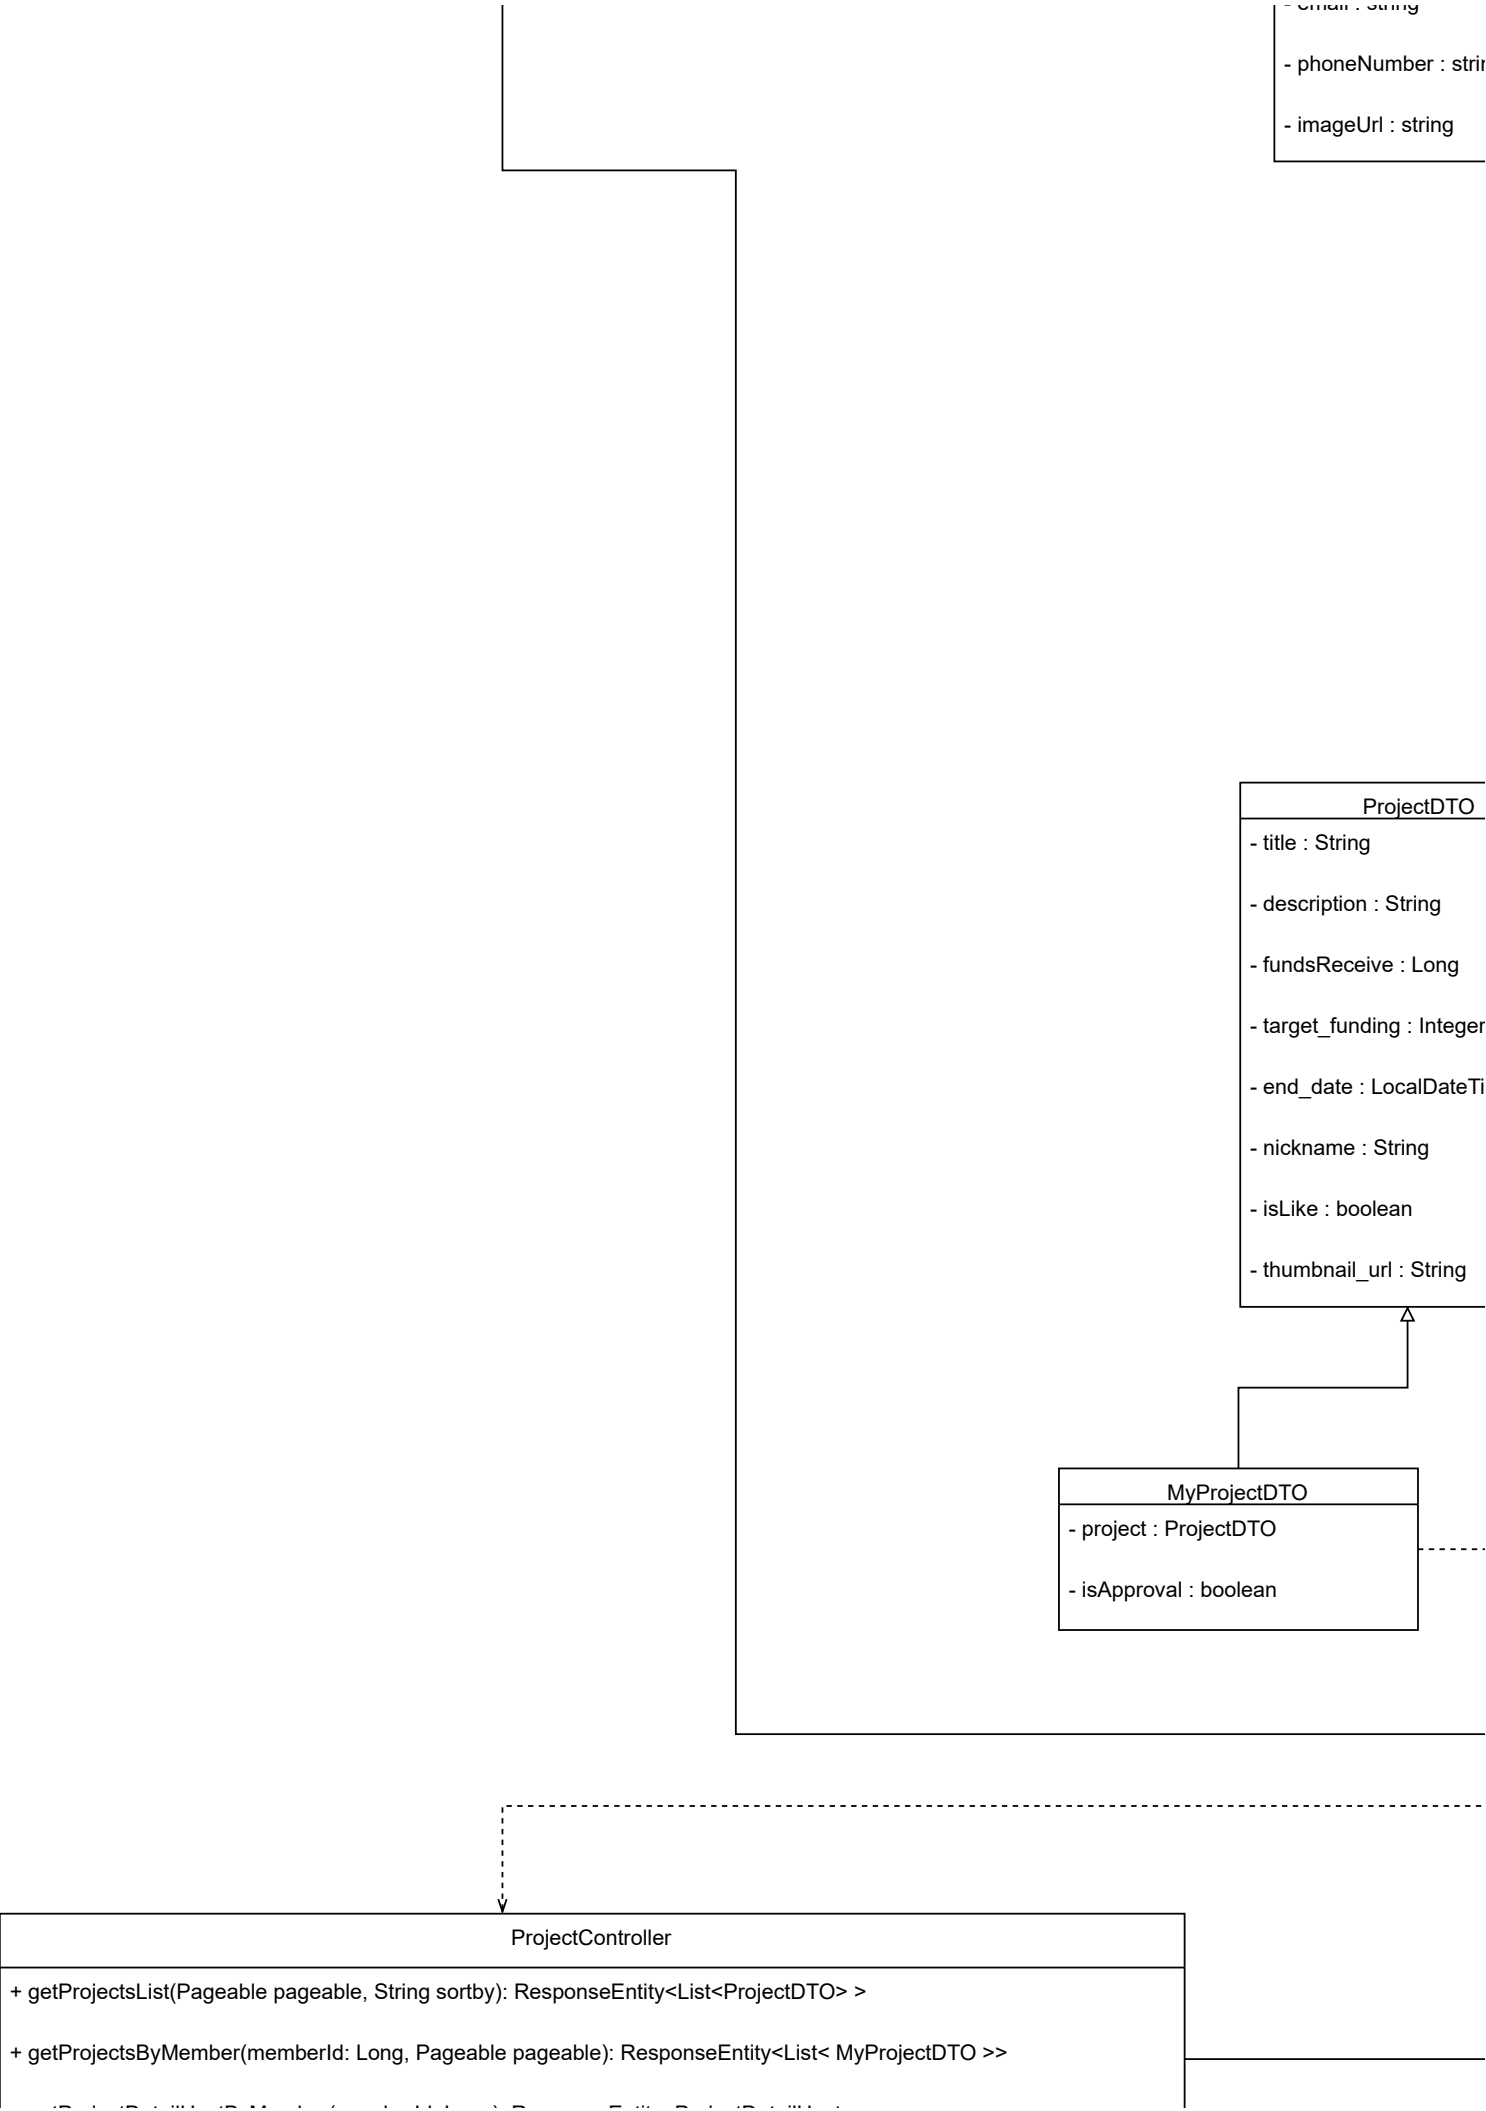 - email : string
- phoneNumber :
- imageUrl : string
ProjectDTO
- title : String
- description : String
- fundsReceive : Long
- target_funding : Integer
- end_date :
- nickname : String
- isLike : boolean
- thumbnail_url : String
MyProjectDTO
- project : ProjectDTO
- isApproval : boolean
ProjectController
+ getProjectsList(Pageable pageable, String sortby): ResponseEntity<List<ProjectDTO> >
+ getProjectsByMember(memberId: Long, Pageable pageable): ResponseEntity<List< MyProjectDTO >>